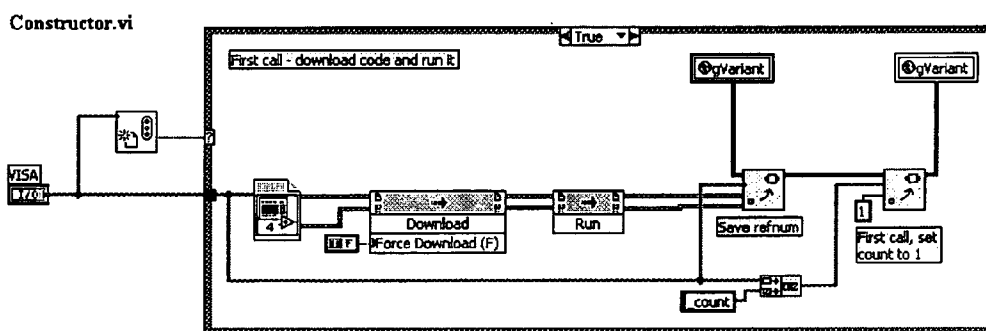 Constructor.vi
True
First call - download code and run it
gVariant
gVariant
?
VISA
I/O
4
Download
Run
F
Force Download (F)
Save refnum
1
First call, set
count to 1
_count